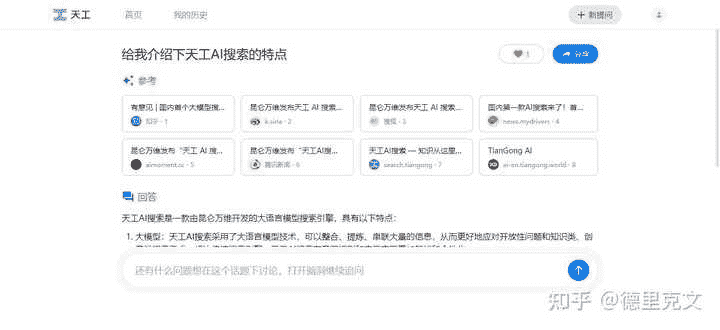 天工
首页
我的历史
+ 新提问
给我介绍下天工AI搜索的特点
1
分享
参考
有意见 | 国内首个大模型搜...
知乎 · 1
昆仑万维发布天工 AI 搜索...
k.sina · 2
昆仑万维发布天工 AI 搜索...
搜狐 · 3
国内第一款AI搜索来了！首...
news.mydrivers · 4
昆仑万维发布“天工 AI 搜...
aimoment.cc · 5
昆仑万维发布“天工AI搜...
腾讯新闻 · 6
天工AI搜索 — 知识从这里...
search.tiangong · 7
TianGong AI
ai-en.tiangong.world · 8
回答
天工AI搜索是一款由昆仑万维开发的大语言模型搜索引擎，具有以下特点：
1. 大模型：天工AI搜索采用了大语言模型技术，可以整合、提炼、串联大量的信息，从而更好地应对开放性问题和知识类、创
还有什么问题想在这个话题下讨论，打开脑洞继续追问
知乎 @德里克文